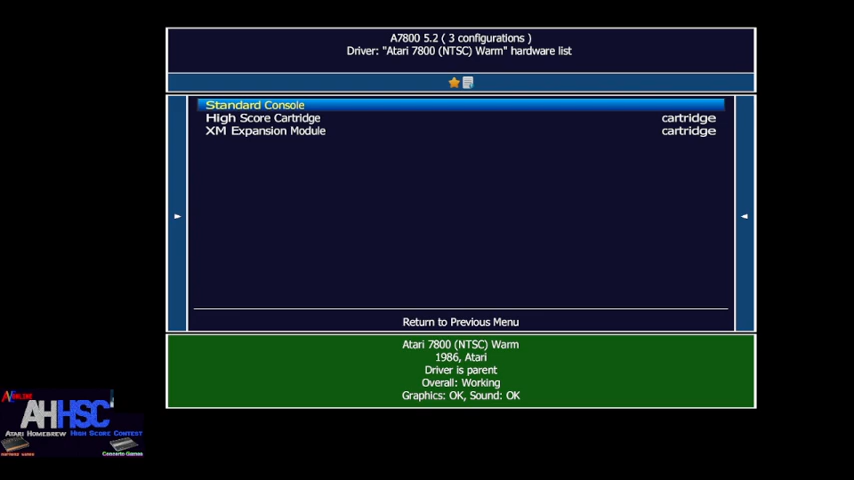 A7800 5.2 ( 3 configurations )
Driver: "Atari 7800 (NTSC) Warm" hardware list
Standard Console
High Score Cartridge cartridge
XM Expansion Module cartridge
Return to Previous Menu
Atari 7800 (NTSC) Warm
1986, Atari
Driver is parent
Overall: Working
Graphics: OK, Sound: OK
AHHSC
Atari Homebrew High Score Contest
Concerto Games